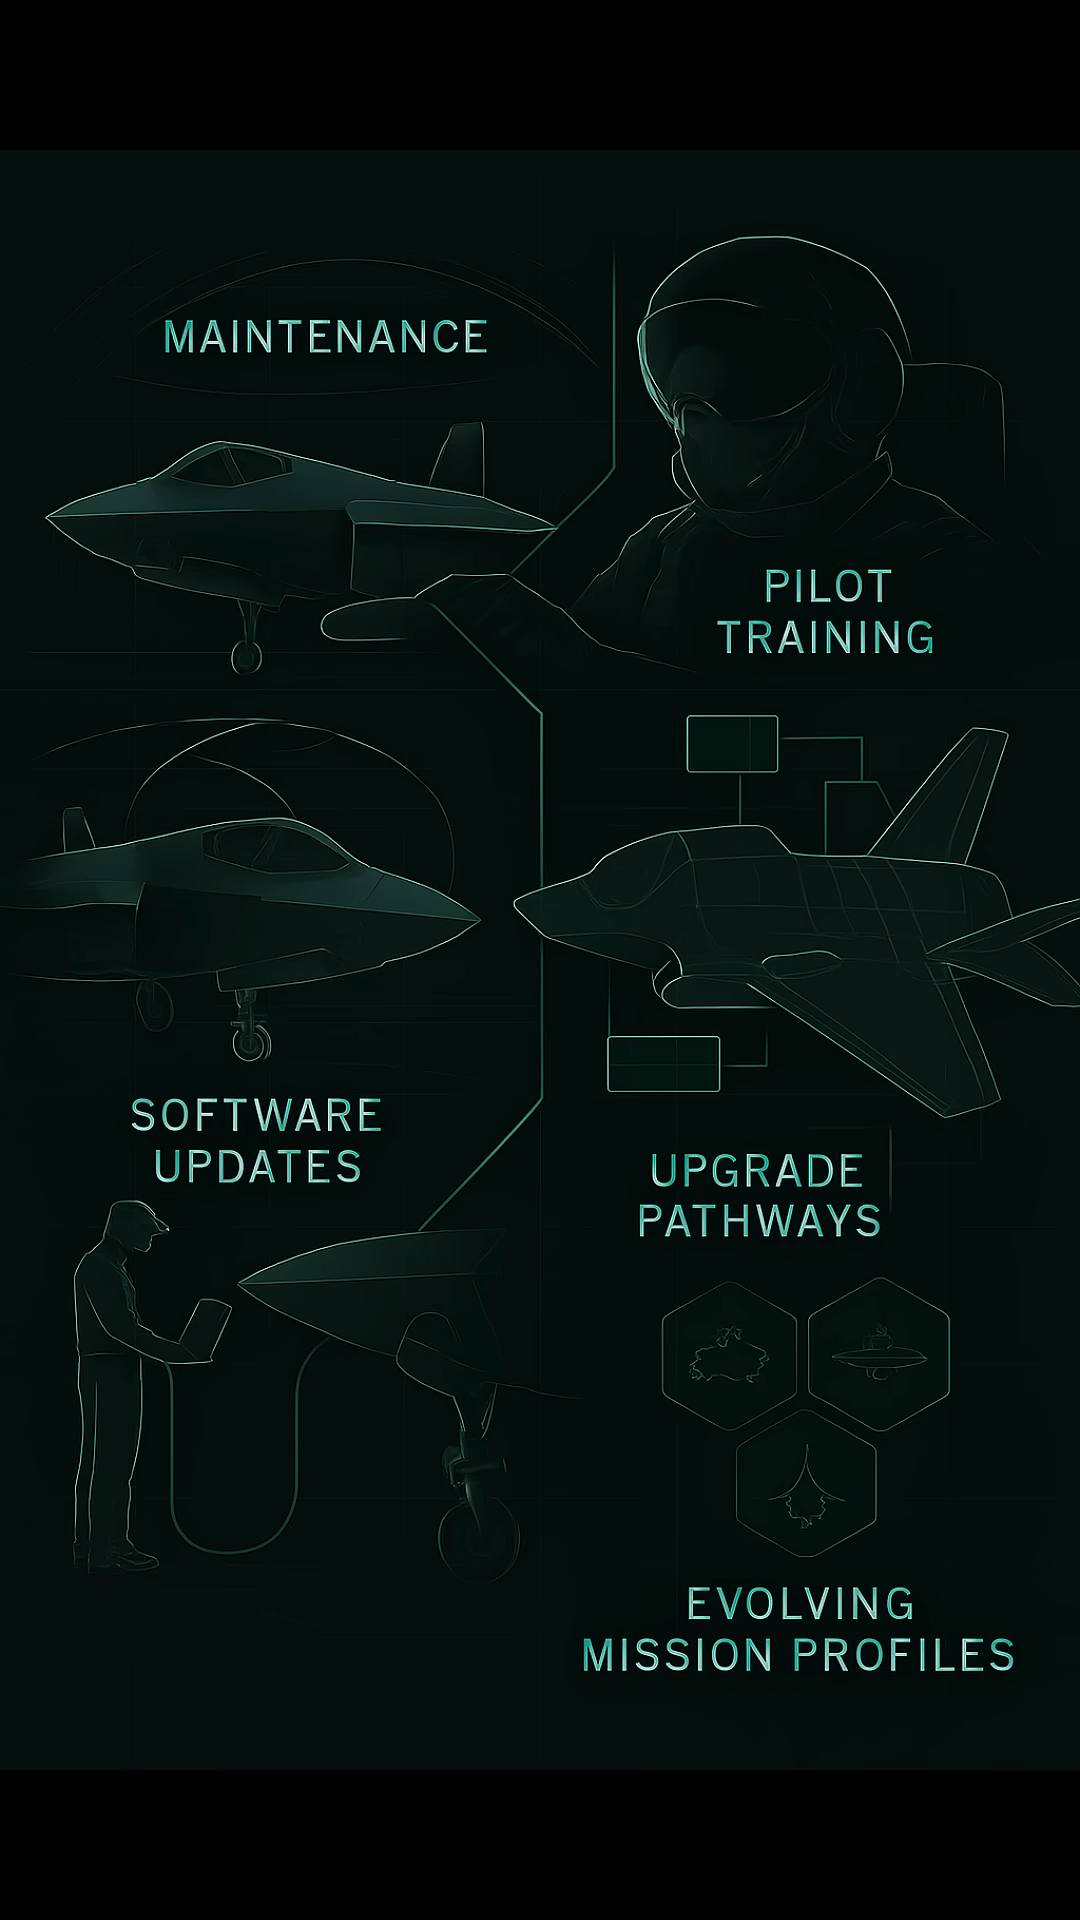 MAINTENANCE
PILOT
TRAINING
SOFTWARE
UPDATES
UPGRADE
PATHWAYS
EVOLVING
MISSION PROFILES